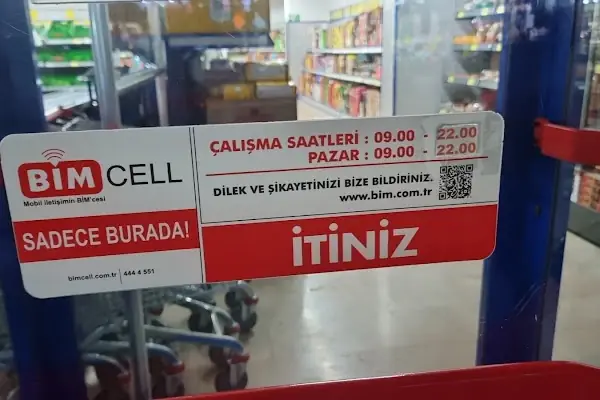 BİM CELL
Mobil iletişimin BİM'cesi
SADECE BURADA!
bimcell.com.tr | 444 4 551
ÇALIŞMA SAATLERİ : 09.00 - 22.00
PAZAR : 09.00 - 22.00
DİLEK VE ŞİKAYETİNİZİ BİZE BİLDİRİNİZ.
www.bim.com.tr
İTİNİZ